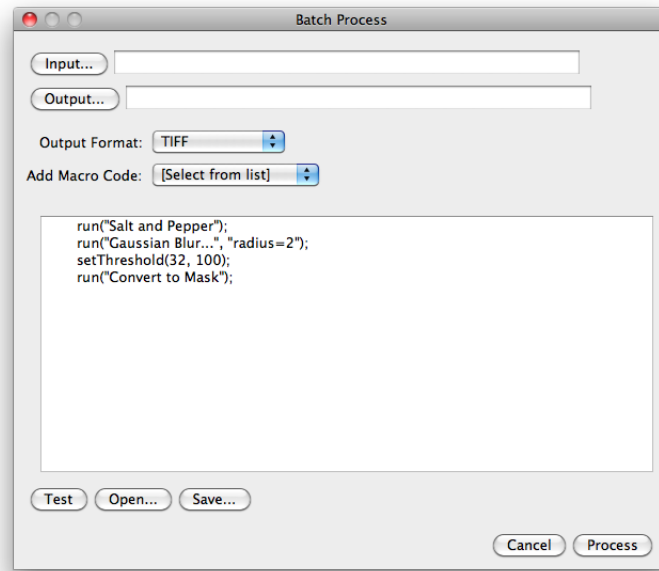 Batch Process
Input...
Output...
Output Format: TIFF
Add Macro Code: [Select from list]
run("Salt and Pepper");
run("Gaussian Blur...", "radius=2");
setThreshold(32, 100);
run("Convert to Mask");
Test Open... Save...
Cancel Process